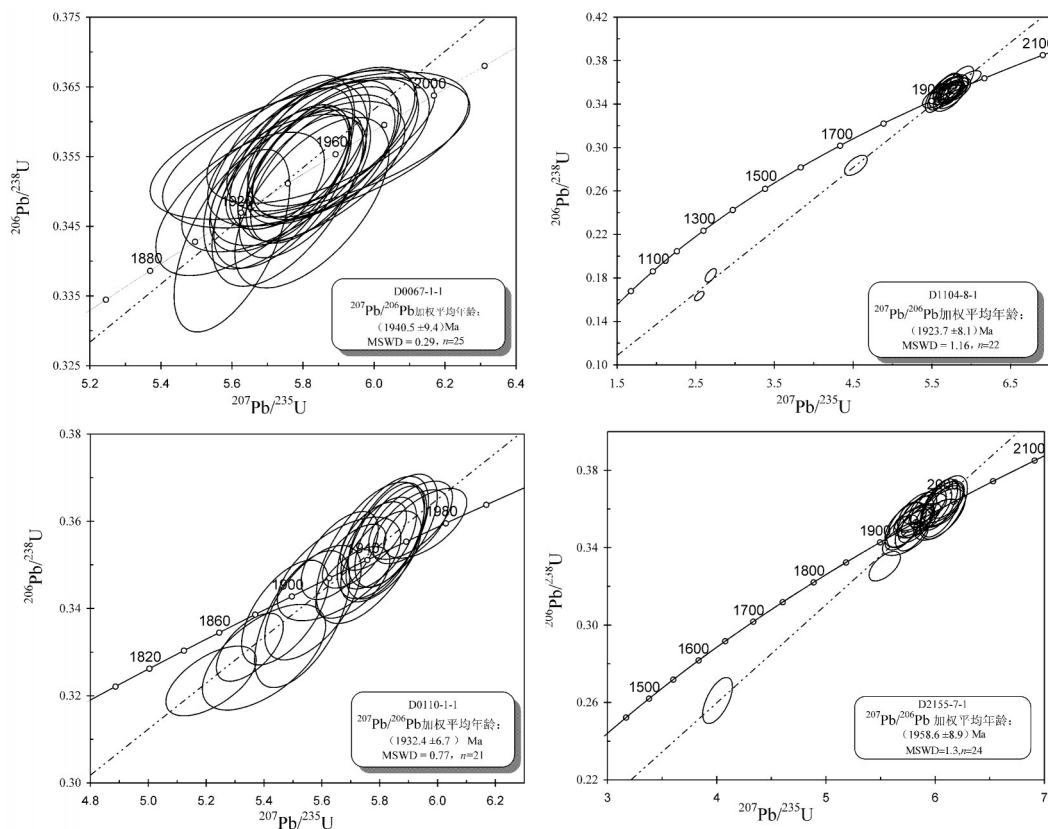 0.375
0.365
0.355
0.345
0.335
0.325
5.2 5.4 5.6 5.8 6.0 6.2 6.4
206Pb/238U
207Pb/235U
1880
1920
1960
2000
D0067-1-1
207Pb/206Pb加权平均年龄:
(1940.5 ±9.4)Ma
MSWD = 0.29, n=25
0.42
0.38
0.34
0.28
0.22
0.18
0.16
0.10
1.5 2.5 3.5 4.5 5.5 6.5
206Pb/238U
207Pb/235U
1100
1300
1500
1700
2100
D1104-8-1
207Pb/206Pb加权平均年龄:
(1923.7 ±8.1)Ma
MSWD = 1.16, n=22
0.38
0.36
0.34
0.32
0.30
4.8 5.0 5.2 5.4 5.6 5.8 6.0 6.2
206Pb/238U
207Pb/235U
1820
1860
1900
1940
1980
D0110-1-1
207Pb/206Pb加权平均年龄:
(1932.4 ±6.7 ) Ma
MSWD = 0.77, n=21
0.38
0.34
0.30
0.26
0.22
3 4 5 6 7
206Pb/238U
207Pb/235U
1500
1600
1700
1800
1900
2100
D2155-7-1
207Pb/206Pb 加权平均年龄:
(1958.6 ±8.9) Ma
MSWD=1.3,n=24